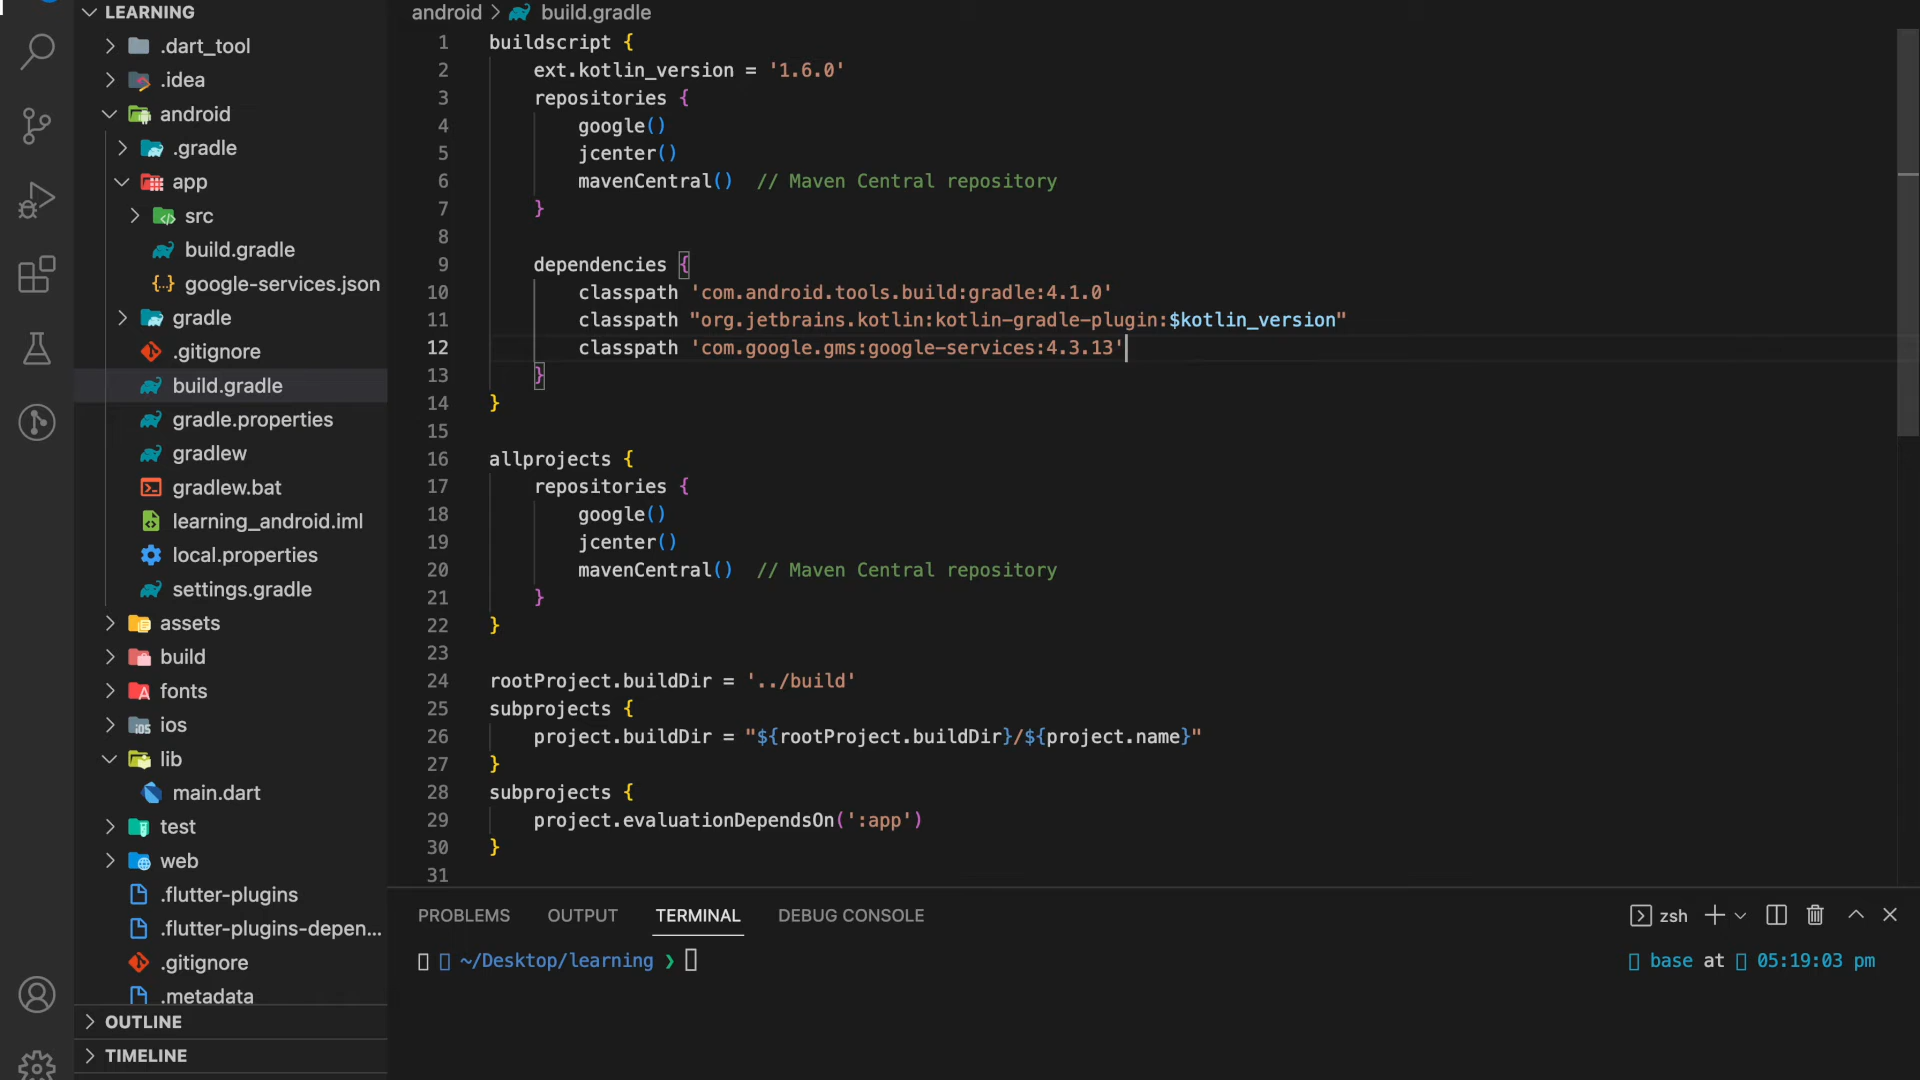 LEARNING
.dart_tool
.idea
android
.gradle
app
src
build.gradle
google-services.json
gradle
.gitignore
build.gradle
gradle.properties
gradlew
gradlew.bat
learning_android.iml
local.properties
settings.gradle
assets
build
fonts
ios
lib
main.dart
test
web
.flutter-plugins
.flutter-plugins-depen...
.gitignore
.metadata
OUTLINE
TIMELINE
android > build.gradle
1 buildscript {
2 ext.kotlin_version = '1.6.0'
3 repositories {
4 google()
5 jcenter()
6 mavenCentral() // Maven Central repository
7 }
8
9 dependencies {
10 classpath 'com.android.tools.build:gradle:4.1.0'
11 classpath "org.jetbrains.kotlin:kotlin-gradle-plugin:$kotlin_version"
12 classpath 'com.google.gms:google-services:4.3.13'
13 }
14 }
15
16 allprojects {
17 repositories {
18 google()
19 jcenter()
20 mavenCentral() // Maven Central repository
21 }
22 }
23
24 rootProject.buildDir = '../build'
25 subprojects {
26 project.buildDir = "${rootProject.buildDir}/${project.name}"
27 }
28 subprojects {
29 project.evaluationDependsOn(':app')
30 }
31
PROBLEMS OUTPUT TERMINAL DEBUG CONSOLE zsh
~/Desktop/learning ❯ base at 05:19:03 pm